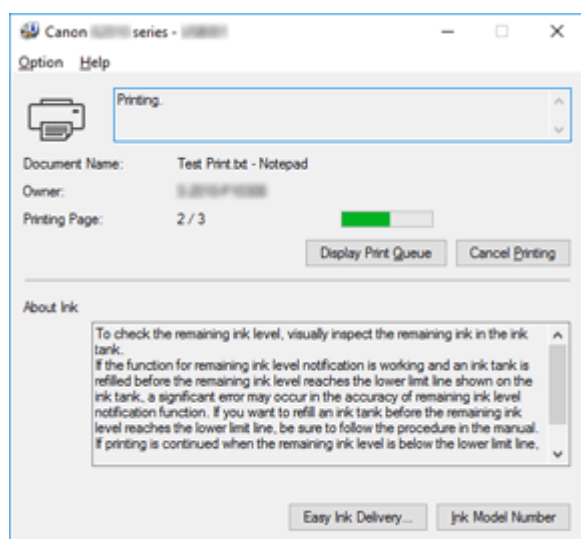 Canon series -
Option Help
Printing.
Document Name: Test Print.txt - Notepad
Owner:
Printing Page: 2 / 3
Display Print Queue Cancel Printing
About Ink
To check the remaining ink level, visually inspect the remaining ink in the ink
tank.
If the function for remaining ink level notification is working and an ink tank is
refilled before the remaining ink level reaches the lower limit line shown on the
ink tank, a significant error may occur in the accuracy of remaining ink level
notification function. If you want to refill an ink tank before the remaining ink
level reaches the lower limit line, be sure to follow the procedure in the manual.
If printing is continued when the remaining ink level is below the lower limit line,
Easy Ink Delivery... Ink Model Number